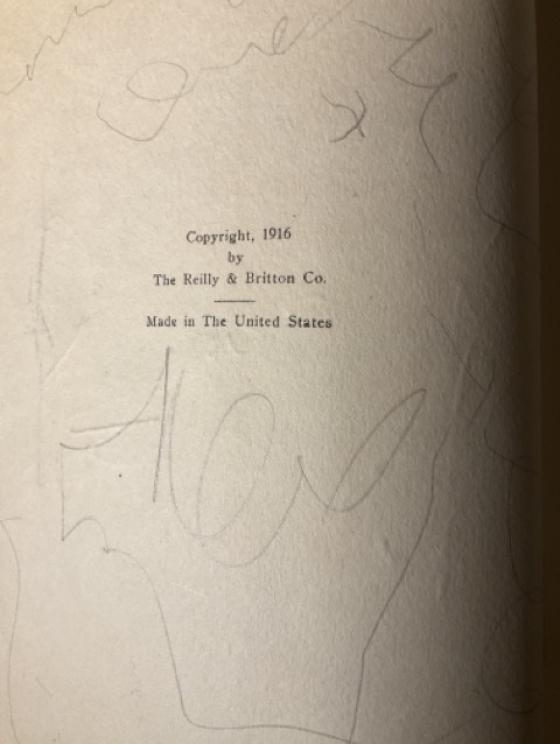 Copyright, 1916
by
The Reilly & Britton Co.
Made in The United States